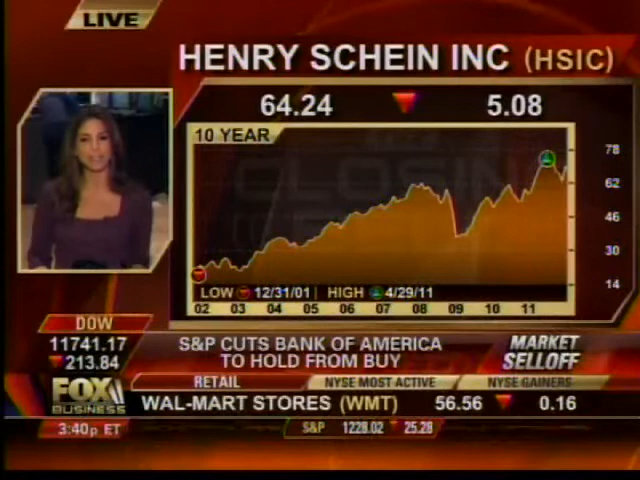 LIVE
HENRY SCHEIN INC (HSIC)
64.24 5.08
10 YEAR
CLOSING
78
62
46
30
14
LOW 12/31/01 | HIGH 4/29/11
02 03 04 05 06 07 08 09 10 11
DOW
11741.17
213.84
S&P CUTS BANK OF AMERICA
TO HOLD FROM BUY
MARKET
SELLOFF
FOX
BUSINESS
RETAIL NYSE MOST ACTIVE NYSE GAINERS
WAL-MART STORES (WMT) 56.56 0.16
3:40p ET
S&P 1228.02 25.28